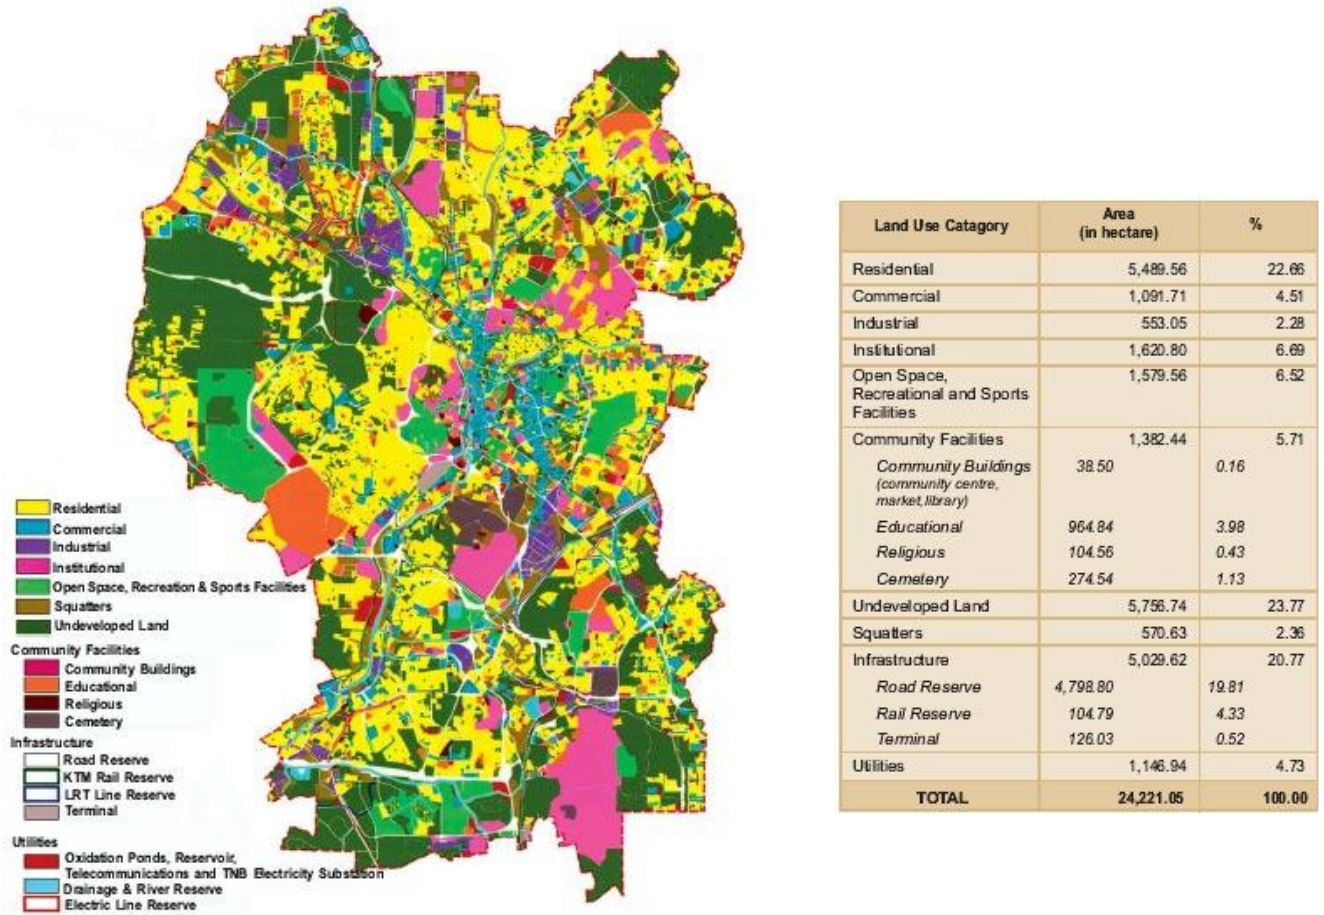 Residential
Commercial
Industrial
Institutional
Open Space, Recreation & Sports Facilities
Squatters
Undeveloped Land
Community Facilities
Community Buildings
Educational
Religious
Cemetery
Infrastructure
Road Reserve
KTM Rail Reserve
LRT Line Reserve
Terminal
Utilities
Oxidation Ponds, Reservoir,
Telecommunications and TNB Electricity Substation
Drainage & River Reserve
Electric Line Reserve
Land Use Catagory Area (in hectare) %
Residential 5,489.56 22.66
Commercial 1,091.71 4.51
Industrial 553.05 2.28
Institutional 1,620.80 6.69
Open Space, 1,579.56 6.52
Recreational and Sports
Facilities
Community Facilities 1,382.44 5.71
Community Buildings 38.50 0.16
(community centre,
market,library)
Educational 964.84 3.98
Religious 104.56 0.43
Cemetery 274.54 1.13
Undeveloped Land 5,756.74 23.77
Squatters 570.63 2.36
Infrastructure 5,029.62 20.77
Road Reserve 4,798.80 19.81
Rail Reserve 104.79 4.33
Terminal 126.03 0.52
Utilities 1,146.94 4.73
TOTAL 24,221.05 100.00